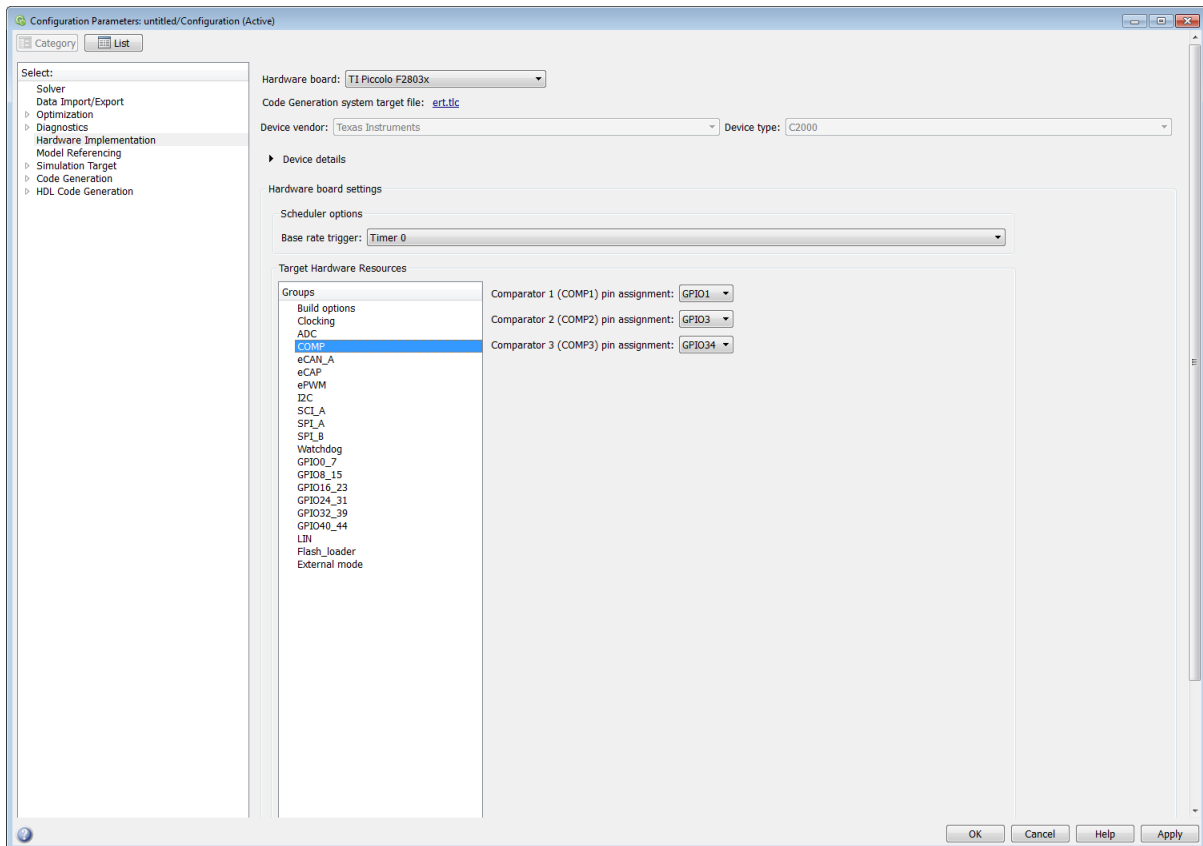 Configuration Parameters: untitled/Configuration (Active)
Category List
Select:
Solver
Data Import/Export
Optimization
Diagnostics
Hardware Implementation
Model Referencing
Simulation Target
Code Generation
HDL Code Generation
Hardware board: TI Piccolo F2803x
Code Generation system target file: ert.tlc
Device vendor: Texas Instruments Device type: C2000
Device details
Hardware board settings
Scheduler options
Base rate trigger: Timer 0
Target Hardware Resources
Groups
Build options
Clocking
ADC
COMP
eCAN_A
eCAP
ePWM
I2C
SCI_A
SPI_A
SPI_B
Watchdog
GPIO0_7
GPIO8_15
GPIO16_23
GPIO24_31
GPIO32_39
GPIO40_44
LIN
Flash_loader
External mode
Comparator 1 (COMP1) pin assignment: GPIO1
Comparator 2 (COMP2) pin assignment: GPIO3
Comparator 3 (COMP3) pin assignment: GPIO34
OK Cancel Help Apply